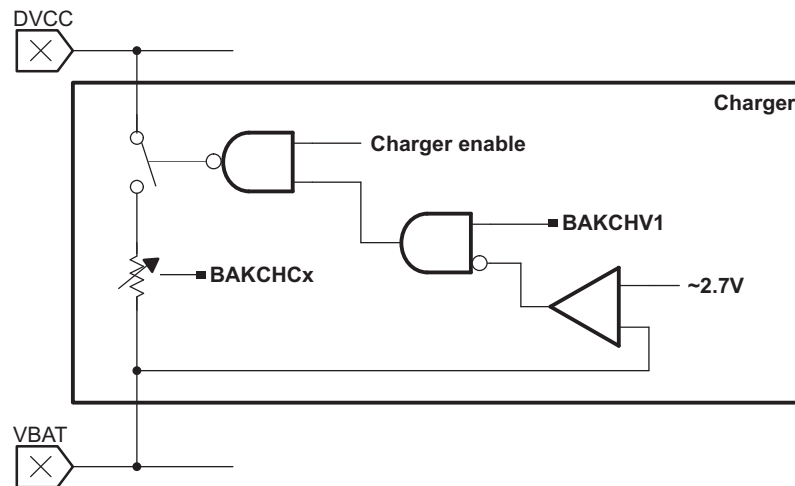 DVCC
Charger
Charger enable
BAKCHV1
BAKCHCx
~2.7V
VBAT